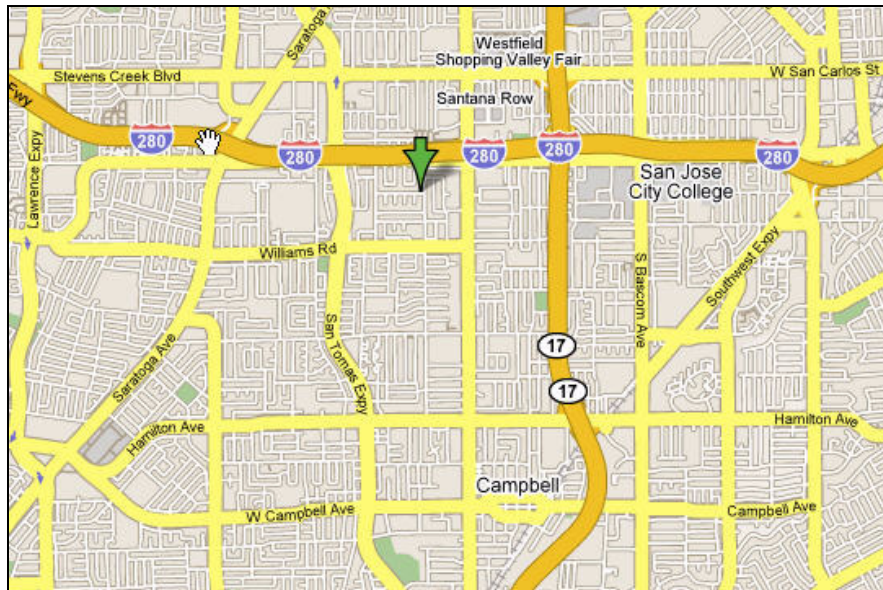 Saratoga
Westfield
Shopping Valley Fair
Stevens Creek Blvd
W San Carlos St
Fwy
Santana Row
280
280
280
280
280
San Jose
City College
Lawrence Expy
Williams Rd
S Bascom Ave
Southwest Expy
17
San Tomas Expy
Saratoga Ave
17
Hamilton Ave
Hamilton Ave
Campbell
W Campbell Ave
Campbell Ave